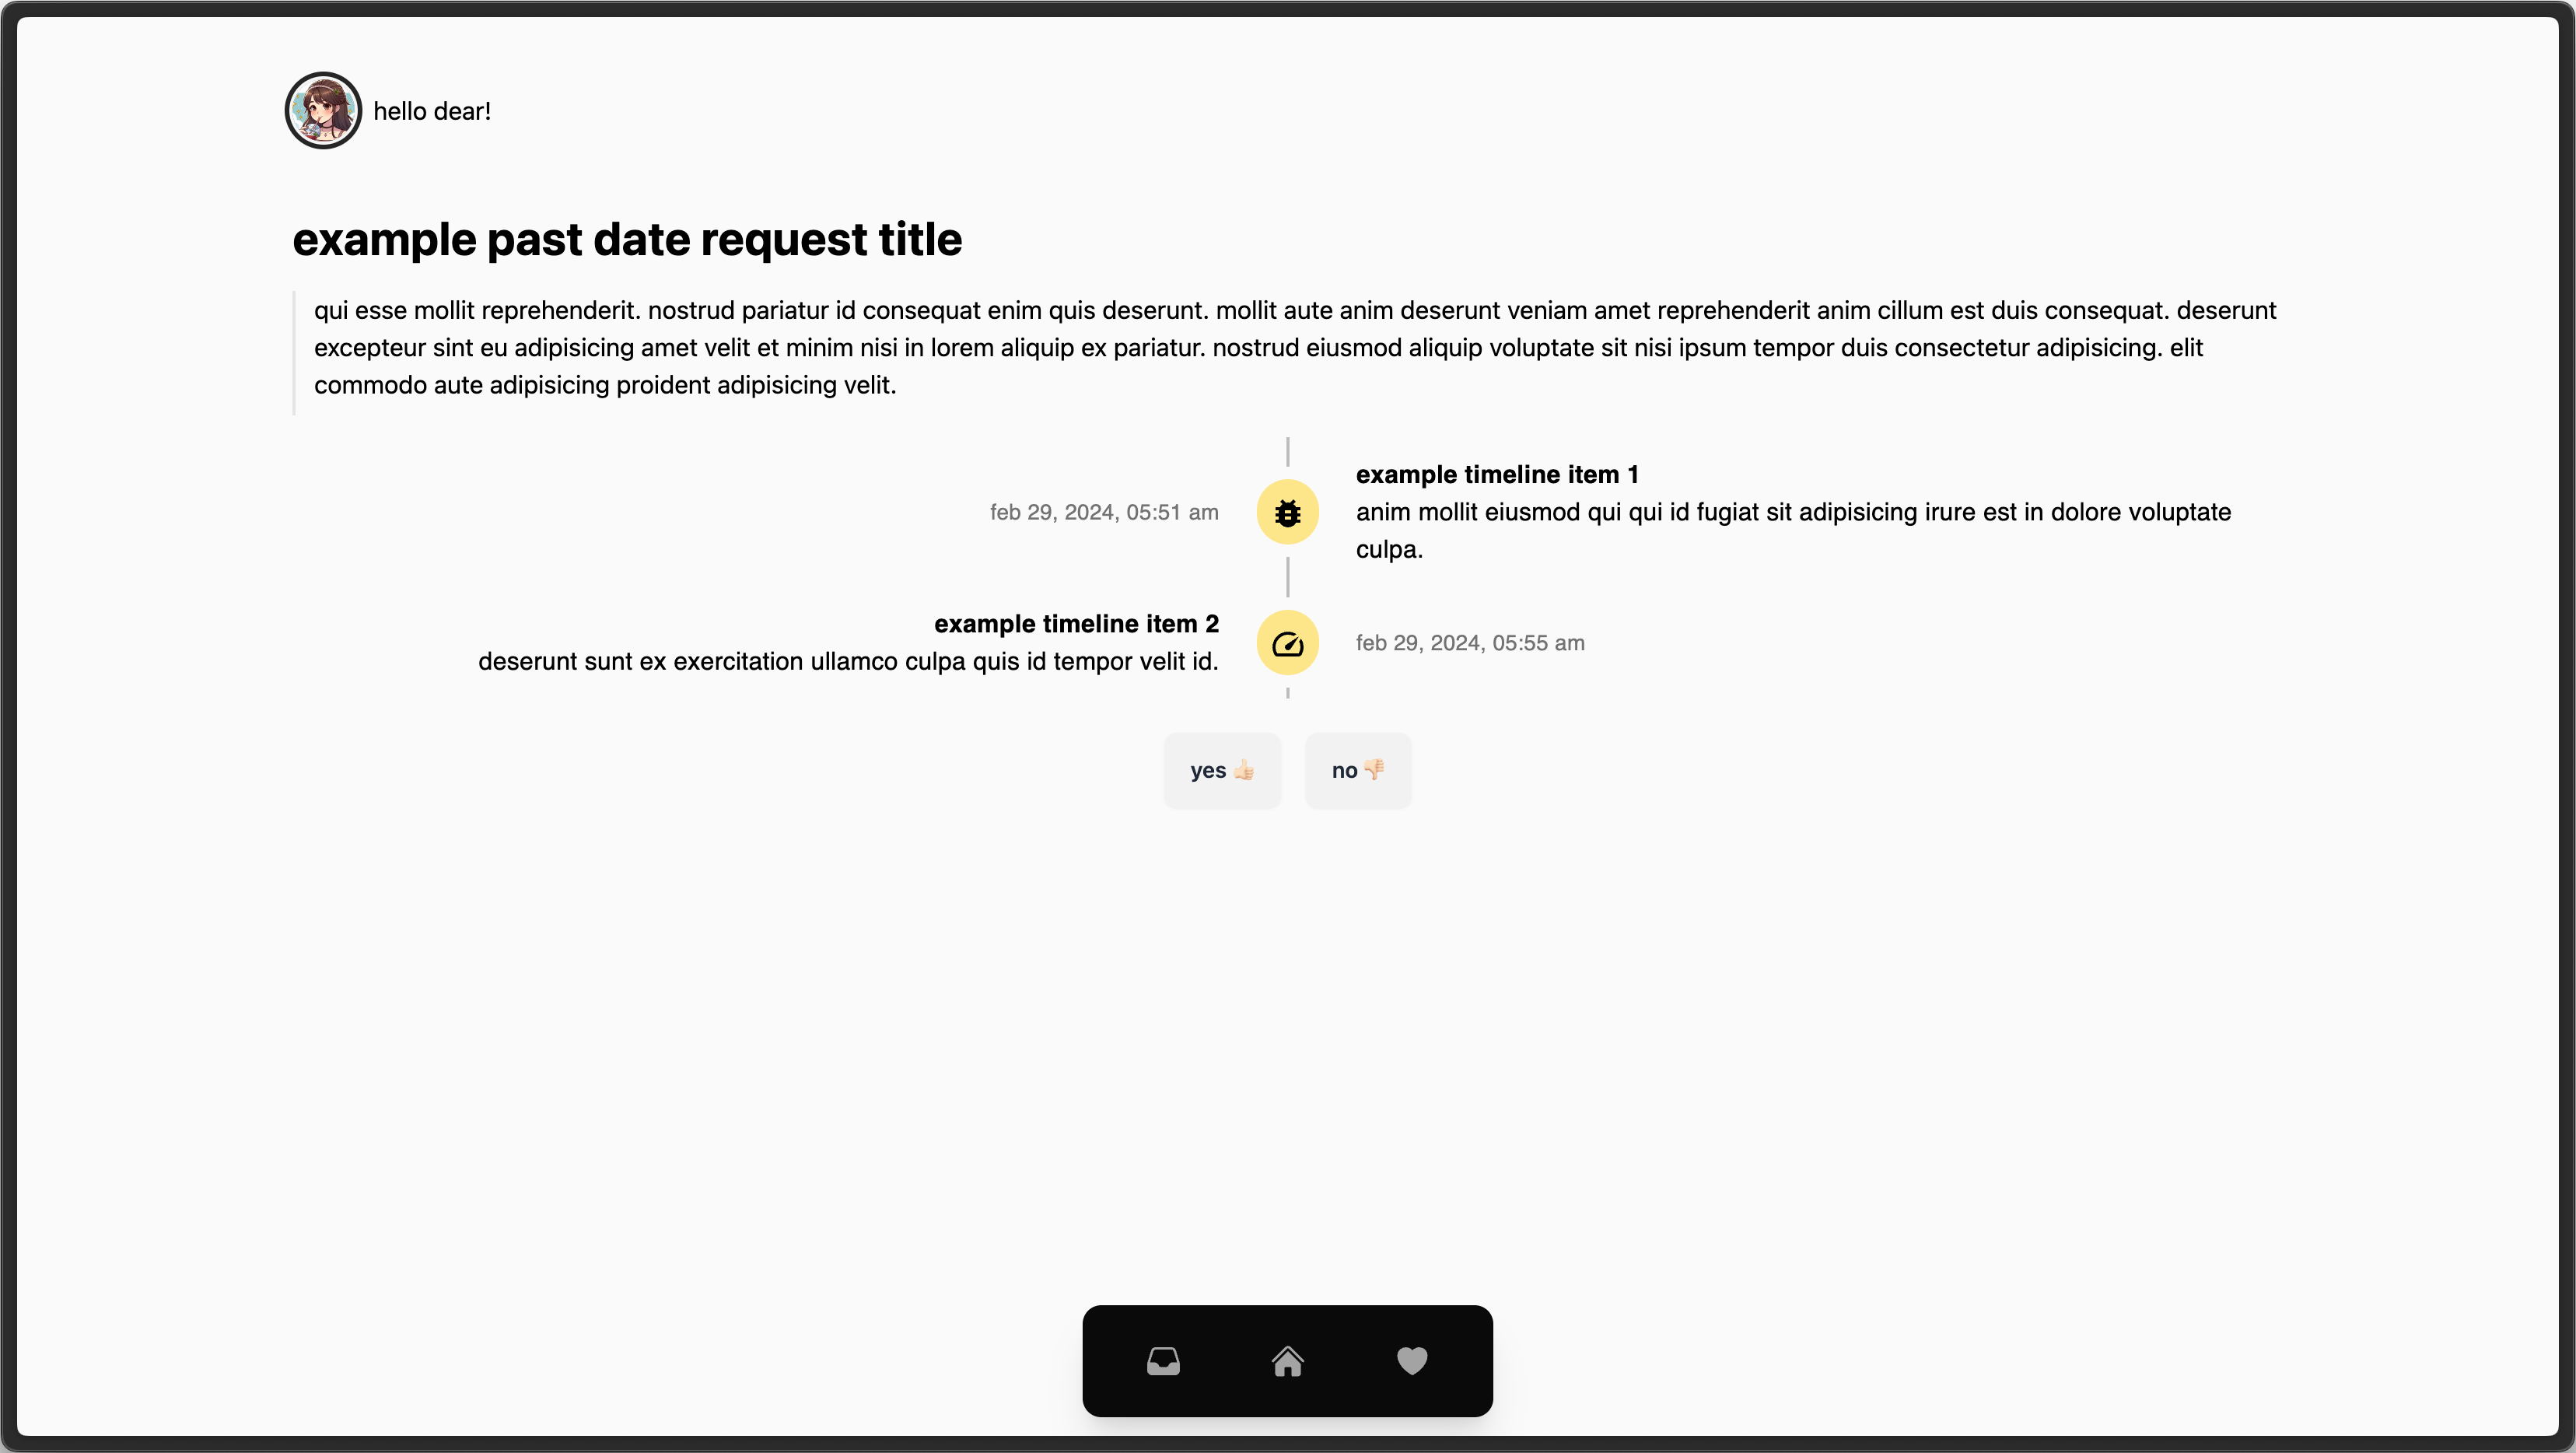 hello dear!
example past date request title
qui esse mollit reprehenderit. nostrud pariatur id consequat enim quis deserunt. mollit aute anim deserunt veniam amet reprehenderit anim cillum est duis consequat. deserunt
excepteur sint eu adipisicing amet velit et minim nisi in lorem aliquip ex pariatur. nostrud eiusmod aliquip voluptate sit nisi ipsum tempor duis consectetur adipisicing. elit
commodo aute adipisicing proident adipisicing velit.
feb 29, 2024, 05:51 am
example timeline item 1
anim mollit eiusmod qui qui id fugiat sit adipisicing irure est in dolore voluptate
culpa.
example timeline item 2
deserunt sunt ex exercitation ullamco culpa quis id tempor velit id.
feb 29, 2024, 05:55 am
yes 👍🏻
no 👎🏻